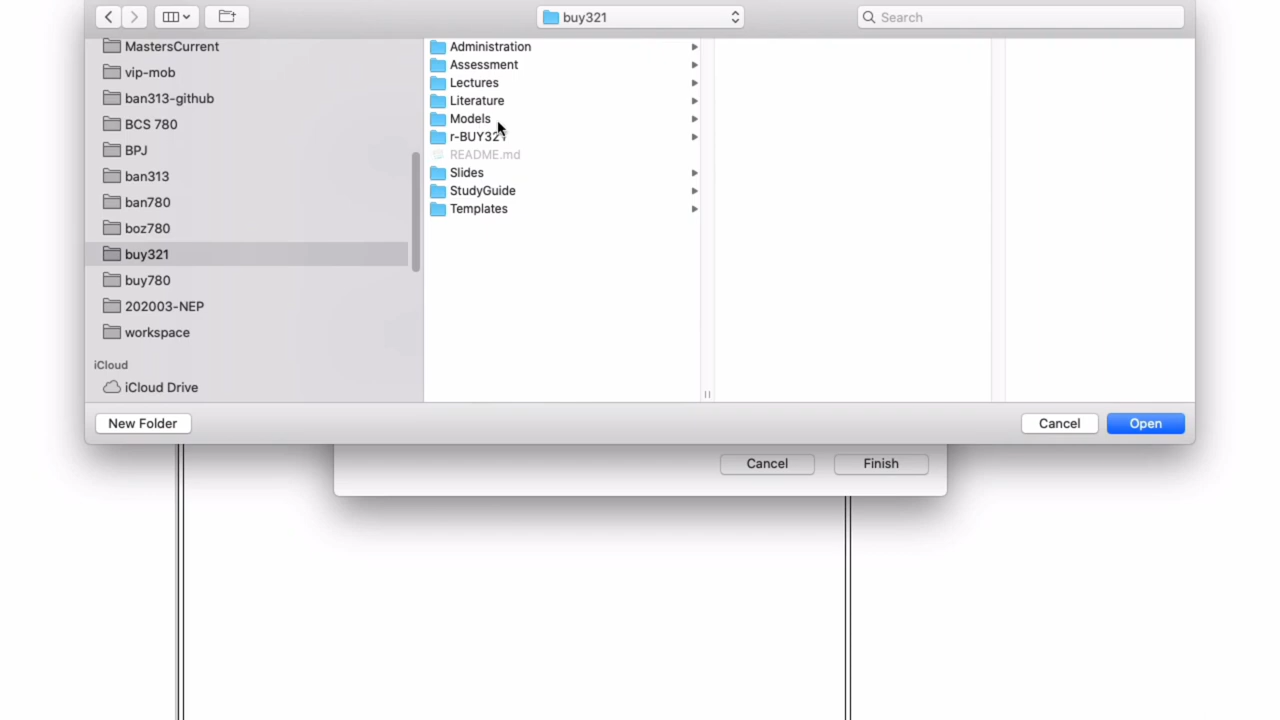 buy321
Search
MastersCurrent
vip-mob
ban313-github
BCS 780
BPJ
ban313
ban780
boz780
buy321
buy780
202003-NEP
workspace
iCloud
iCloud Drive
Administration
Assessment
Lectures
Literature
Models
r-BUY321
README.md
Slides
StudyGuide
Templates
New Folder
Cancel
Open
Cancel
Finish